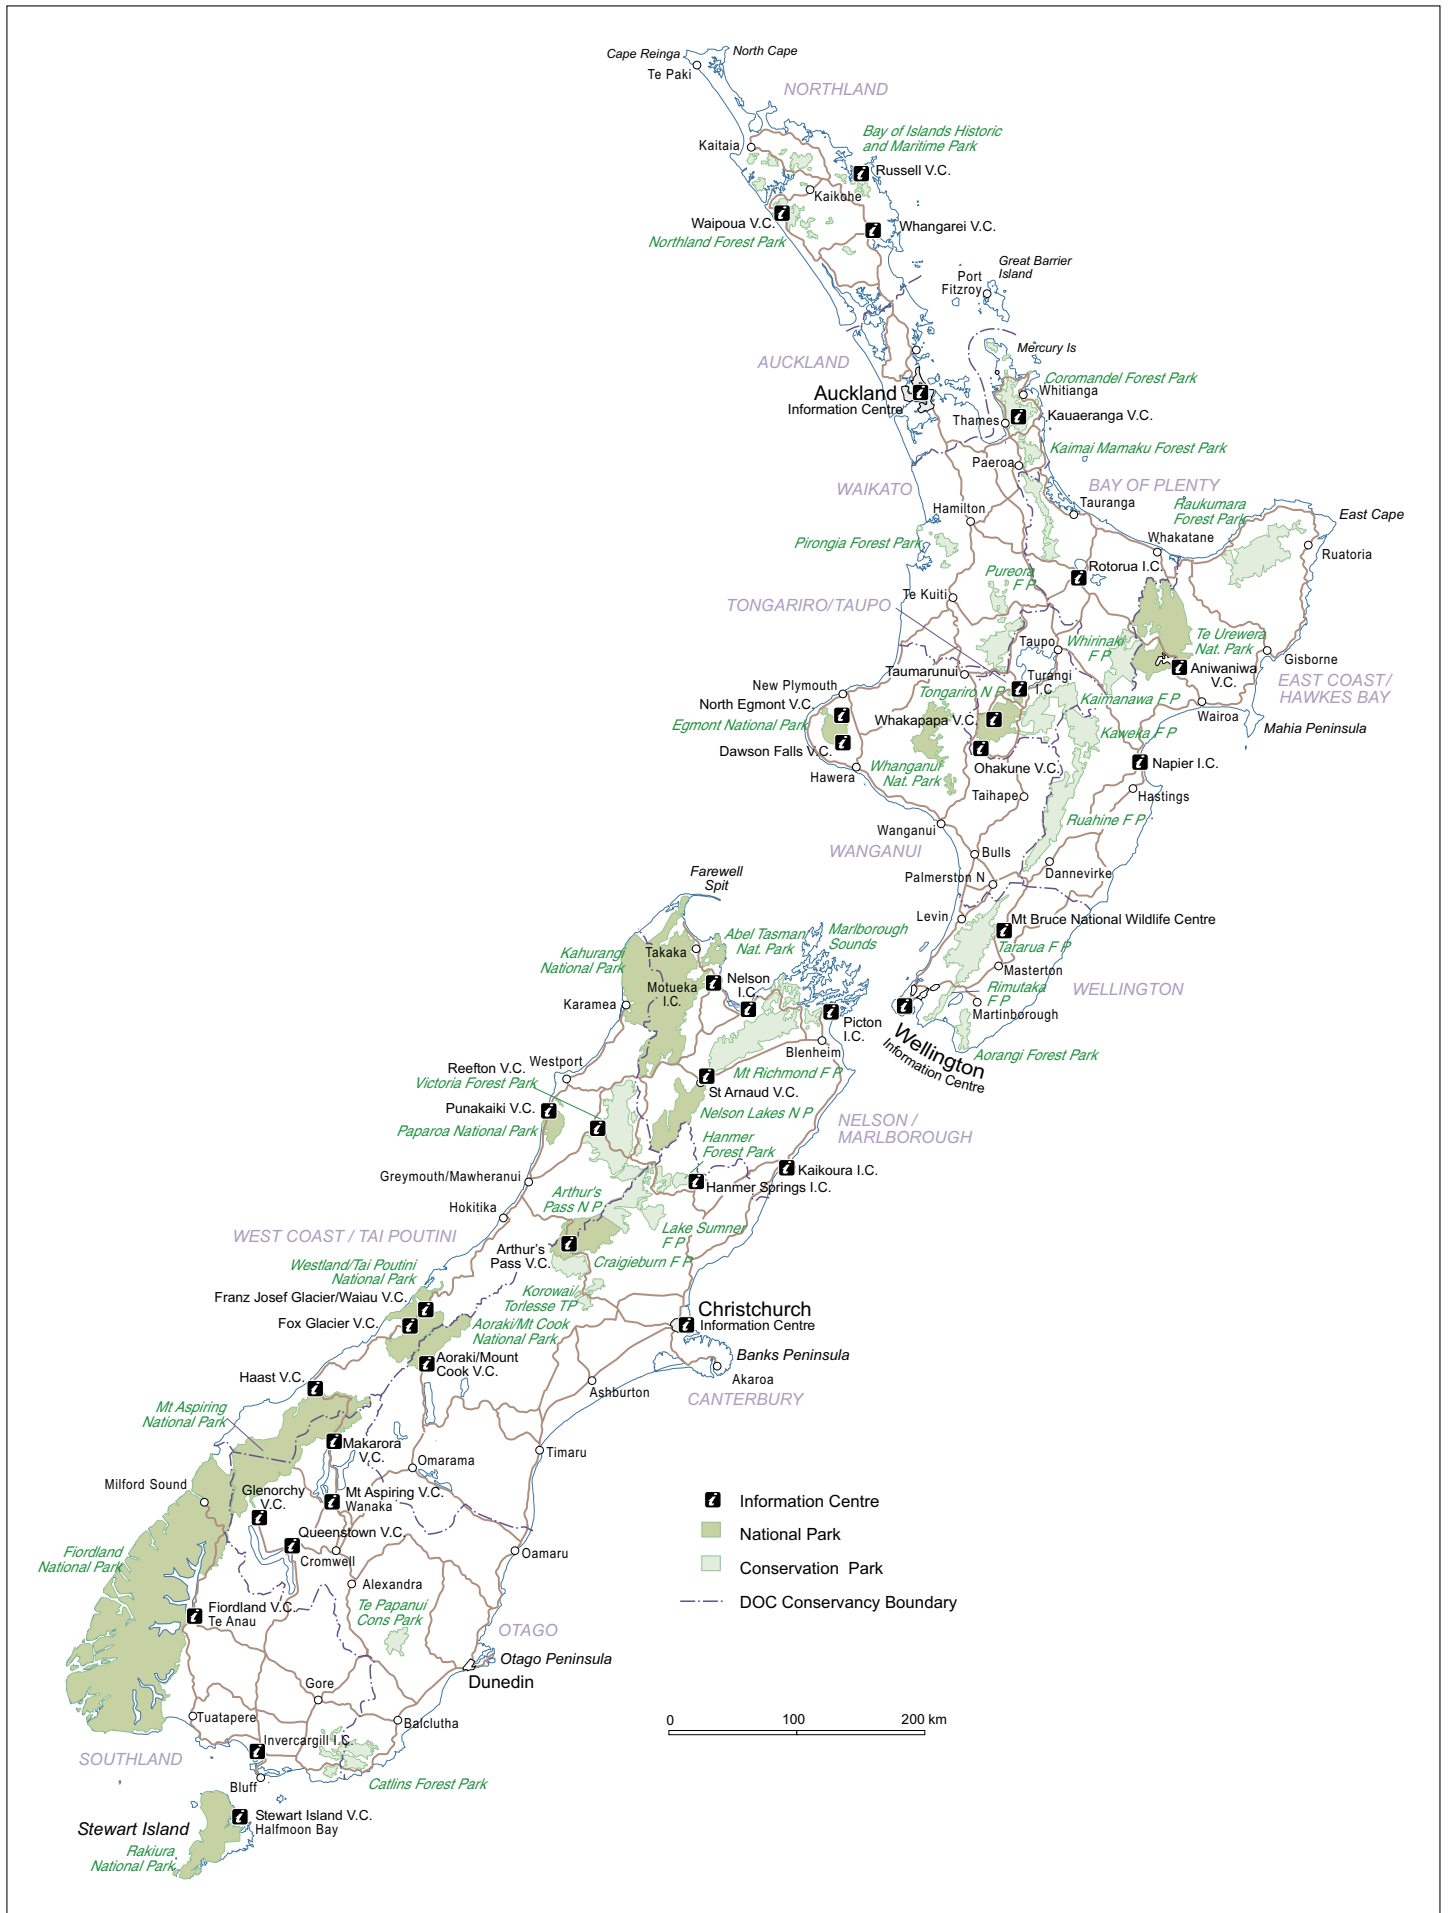 Cape Reinga
North Cape
Te Paki
NORTHLAND
Bay of Islands Historic
and Maritime Park
Kaitaia
Russell V.C.
Kaikohe
Waipoua V.C.
Whangarei V.C.
Northland Forest Park
Great Barrier
Island
Port
Fitzroy
Mercury Is
AUCKLAND
Coromandel Forest Park
Whitianga
Auckland
Information Centre
Kauaeranga V.C.
Thames
Kaimai Mamaku Forest Park
Paeroa
WAIKATO
BAY OF PLENTY
Tauranga
Raukumara
Forest Park
Hamilton
East Cape
Whakatane
Pirongia Forest Park
Ruatoria
Rotorua I.C.
Pureora
F P
Te Kuiti
TONGARIRO/TAUPO
Taupo
Whirinaki
F P
Te Urewera
Nat. Park
Gisborne
Aniwaniwa
V.C.
Taumarunui
Turangi
I.C
EAST COAST/
HAWKES BAY
New Plymouth
Tongariro N P
Kaimanawa F P
North Egmont V.C.
Wairoa
Egmont National Park
Whakapapa V.C.
Mahia Peninsula
Kaweka F P
Dawson Falls V.C.
Whanganui
Nat. Park
Ohakune V.C.
Napier I.C.
Hawera
Taihape
Hastings
Wanganui
Ruahine F P
WANGANUI
Bulls
Dannevirke
Palmerston N
Farewell
Spit
Levin
Mt Bruce National Wildlife Centre
Tararua F P
Abel Tasman
Nat. Park
Marlborough
Sounds
Kahurangi
National Park
Takaka
Masterton
Nelson
I.C.
Motueka
I.C.
Rimutaka
F P
WELLINGTON
Karamea
Martinborough
Picton
I.C.
Wellington
Information Centre
Blenheim
Aorangi Forest Park
Westport
Reefton V.C.
Mt Richmond F P
Victoria Forest Park
St Arnaud V.C.
Punakaiki V.C.
Nelson Lakes N P
Paparoa National Park
NELSON /
MARLBOROUGH
Hanmer
Forest Park
Greymouth/Mawheranui
Kaikoura I.C.
Hanmer Springs I.C.
Arthur's
Pass N P
Hokitika
Lake Sumner
F P
WEST COAST / TAI POUTINI
Arthur's
Pass V.C.
Craigieburn F P
Westland/Tai Poutini
National Park
Korowai/
Torlesse TP
Franz Josef Glacier/Waiau V.C.
Christchurch
Information Centre
Fox Glacier V.C.
Aoraki/Mt Cook
National Park
Banks Peninsula
Aoraki/Mount
Cook V.C.
Akaroa
Haast V.C.
Ashburton
CANTERBURY
Mt Aspiring
National Park
Makarora
V.C.
Timaru
Omarama
Milford Sound
Glenorchy
V.C.
Mt Aspiring V.C.
Wanaka
Information Centre
National Park
Queenstown V.C.
Cromwell
Oamaru
Fiordland
National Park
Conservation Park
Alexandra
DOC Conservancy Boundary
Fiordland V.C.
Te Anau
Te Papanui
Cons Park
OTAGO
Otago Peninsula
Dunedin
Gore
Tuatapere
Balclutha
0 100 200 km
Invercargill I.C.
SOUTHLAND
Bluff
Catlins Forest Park
Stewart Island V.C.
Halfmoon Bay
Stewart Island
Rakiura
National Park